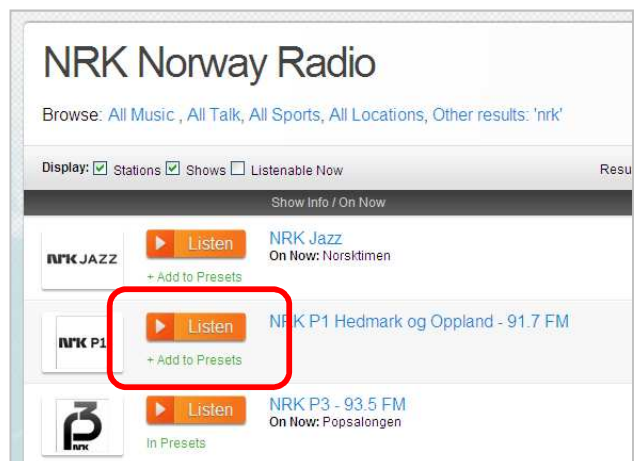 NRK Norway Radio
Browse: All Music , All Talk, All Sports, All Locations, Other results: 'nrk'
Display: Stations Shows Listenable Now Resu
Show Info / On Now
NRK JAZZ Listen NRK Jazz
On Now: Norsktimen
+ Add to Presets
NRK P1 Listen NRK P1 Hedmark og Oppland - 91.7 FM
+ Add to Presets
p3 NRK Listen NRK P3 - 93.5 FM
On Now: Popsalongen
In Presets